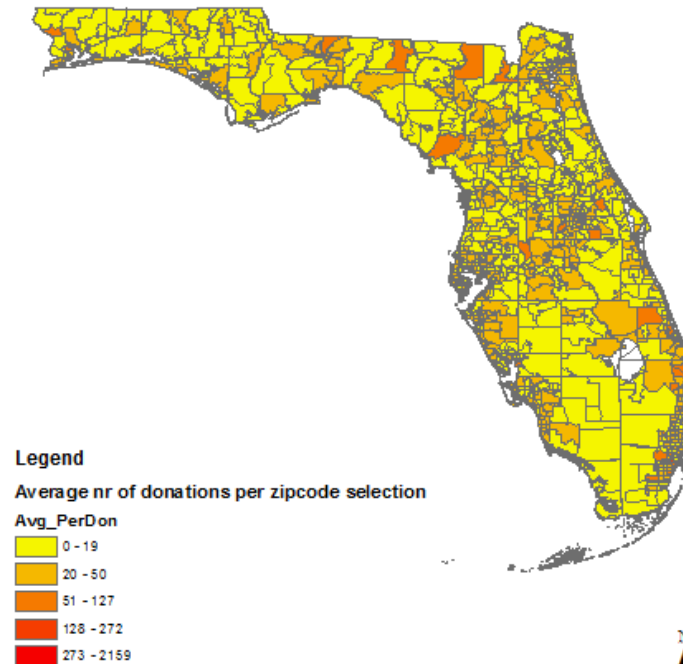 Legend
Average nr of donations per zipcode selection
Avg_PerDon
0 - 19
20 - 50
51 - 127
128 - 272
273 - 2159
N